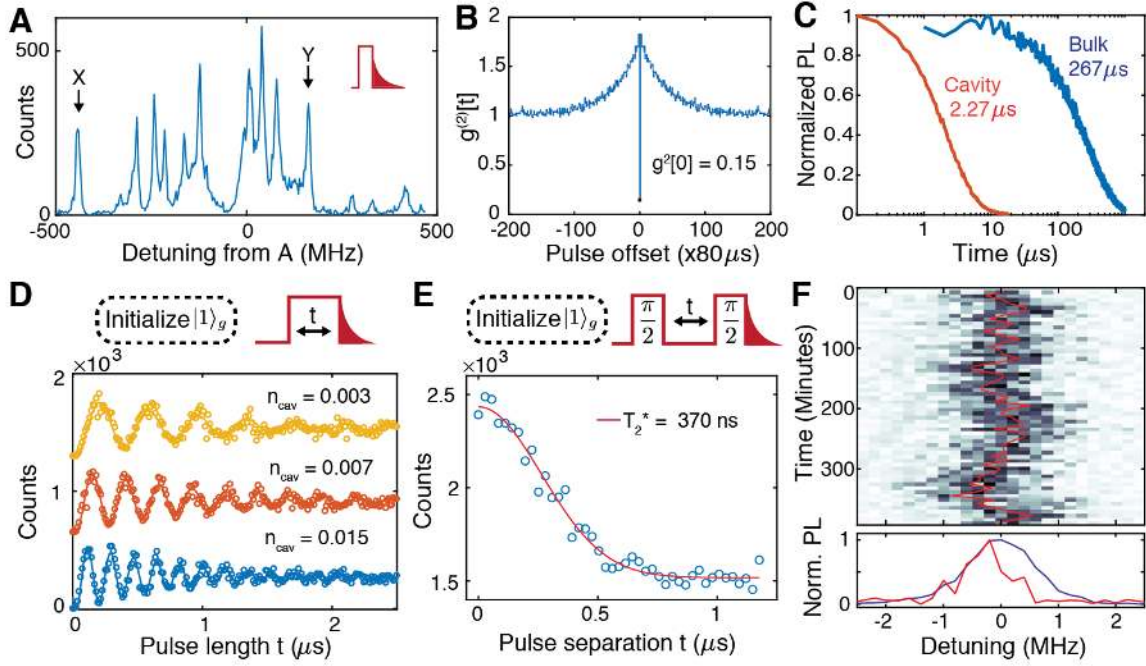 A
500
Counts
0
X
Y
-500
0
500
Detuning from A (MHz)
B
2
1.5
1
0.5
0
g⁽²⁾[t]
g²[0] = 0.15
-200
-100
0
100
200
Pulse offset (x80μs)
C
1
0.8
0.6
0.4
0.2
0
Normalized PL
Bulk
267μs
Cavity
2.27μs
1
10
100
Time (μs)
D
Initialize|1⟩g
t
×10³
2
1
0
Counts
n_cav = 0.003
n_cav = 0.007
n_cav = 0.015
0
1
2
Pulse length t (μs)
E
Initialize|1⟩g
π/2
t
π/2
×10³
2.5
2
1.5
Counts
T₂* = 370 ns
0
0.5
1
Pulse separation t (μs)
F
0
100
200
300
Time (Minutes)
1
0
Norm. PL
-2
-1
0
1
2
Detuning (MHz)